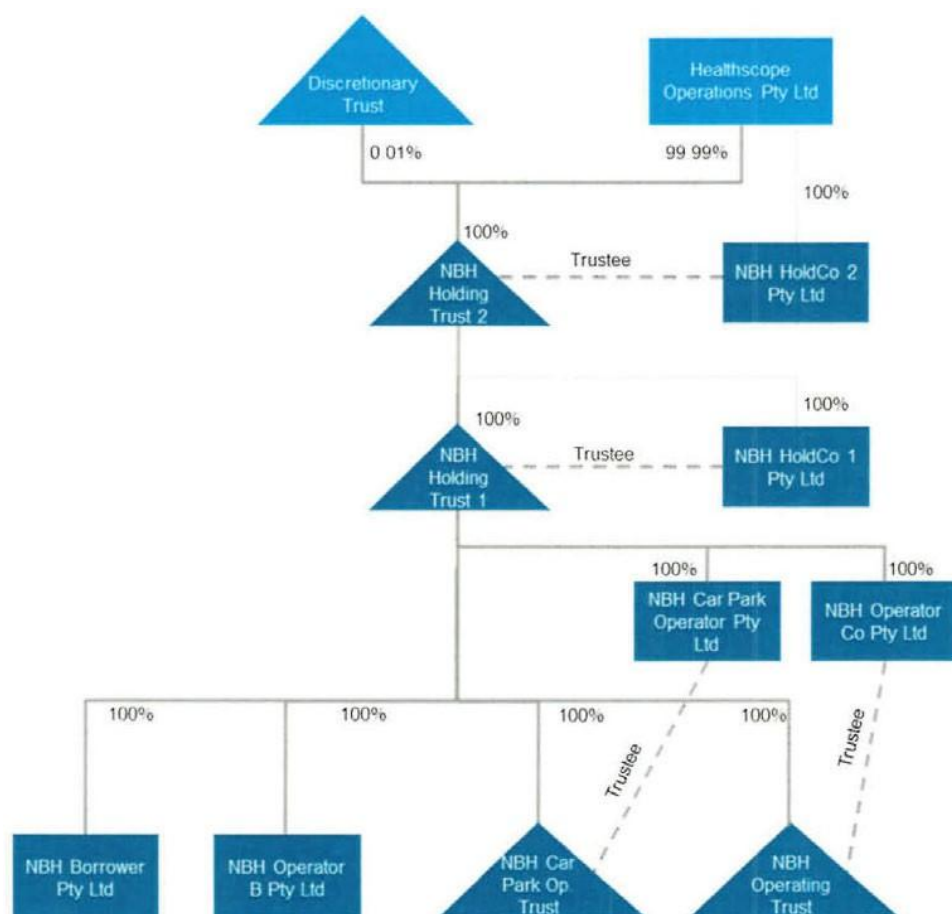 Discretionary
Trust
Healthscope
Operations Pty Ltd
0 01%
99 99%
100%
100%
NBH
Holding
Trust 2
Trustee
NBH HoldCo 2
Pty Ltd
100%
100%
NBH
Holding
Trust 1
Trustee
NBH HoldCo 1
Pty Ltd
100%
100%
NBH Car Park
Operator Pty
Ltd
NBH Operator
Co Pty Ltd
100%
100%
100%
100%
Trustee
Trustee
NBH Borrower
Pty Ltd
NBH Operator
B Pty Ltd
NBH Car
Park Op.
Trust
NBH
Operating
Trust